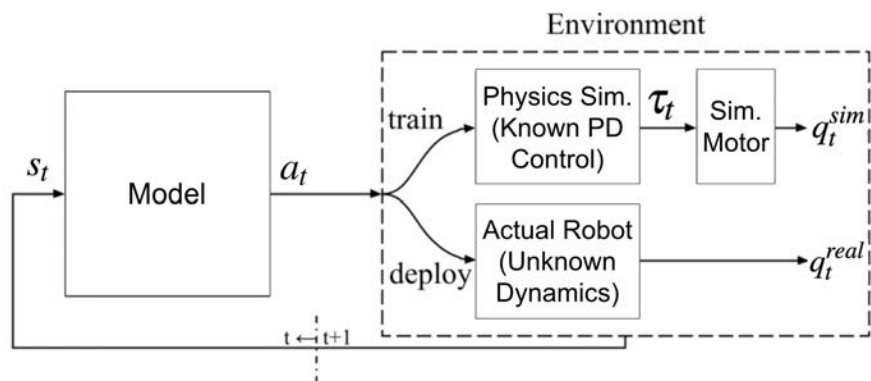 Environment
train
Physics Sim.
(Known PD
Control)
τ_t
Sim.
Motor
q_t^{sim}
s_t
Model
a_t
deploy
Actual Robot
(Unknown
Dynamics)
q_t^{real}
t ← t+1